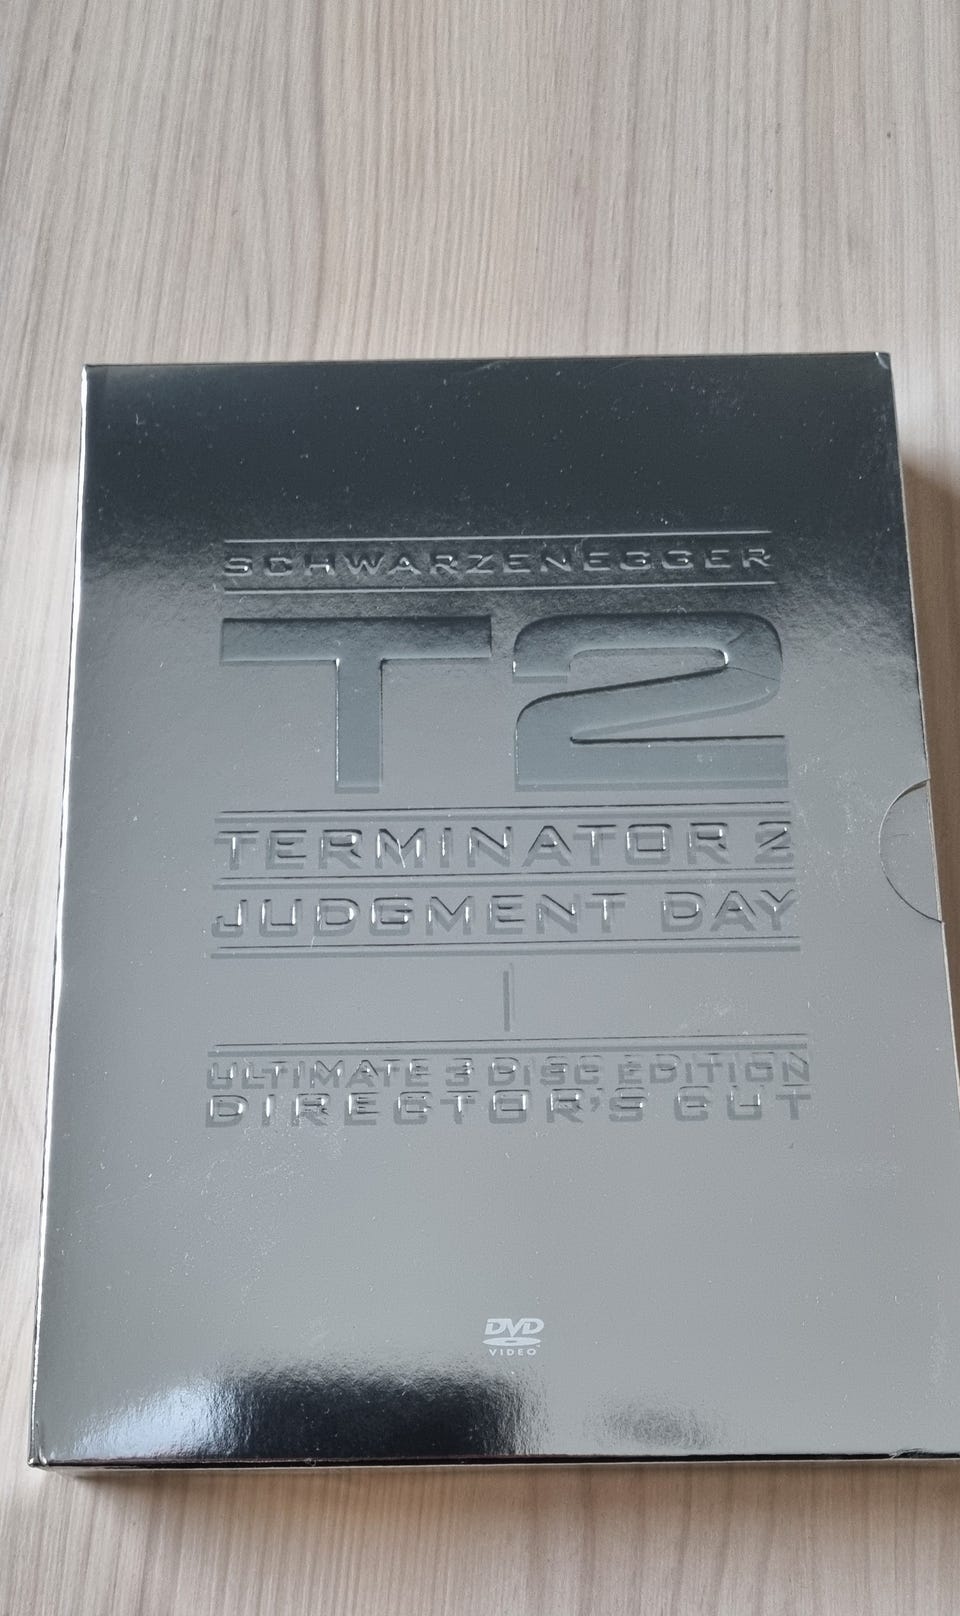 SCHWARZENEGGER
T2
TERMINATOR 2
JUDGMENT DAY
ULTIMATE 3 DISC EDITION
DIRECTOR'S CUT
DVD
VIDEO